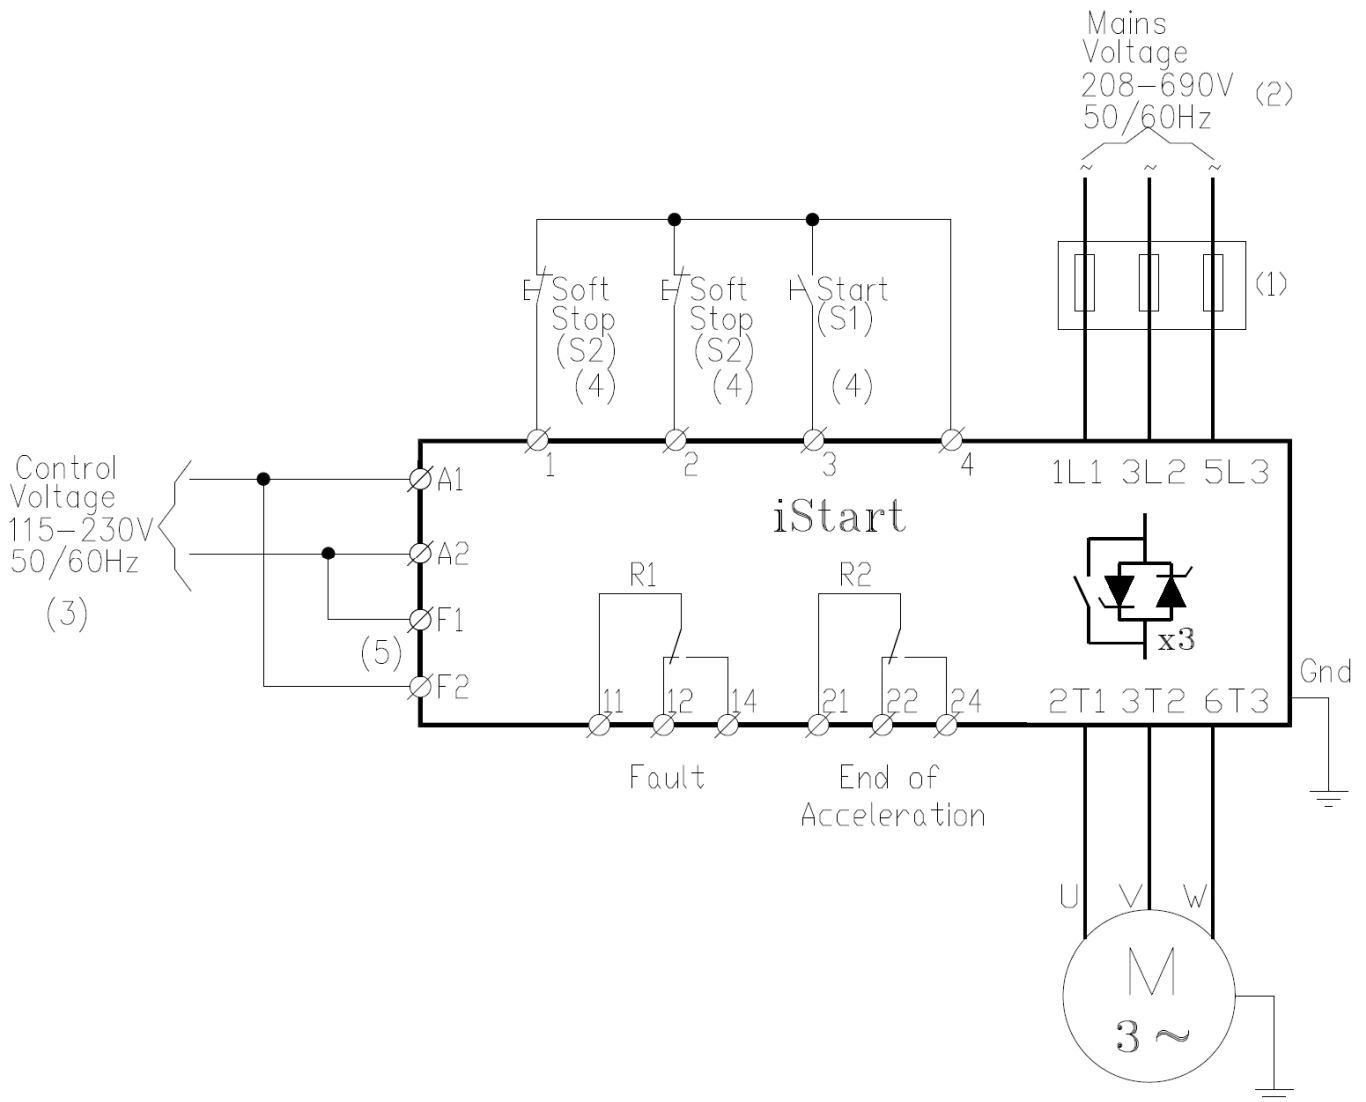 Mains
Voltage
208-690V (2)
50/60Hz
~ ~ ~
(1)
Soft
Stop
(S2)
(4)
Soft
Stop
(S2)
(4)
Start
(S1)
(4)
1 2 3 4
1L1 3L2 5L3
Control
Voltage
115-230V
50/60Hz
(3)
A1
A2
F1
(5)
F2
iStart
R1
R2
x3
11 12 14
21 22 24
2T1 3T2 6T3
Gnd
Fault
End of
Acceleration
U V W
M
3 ~